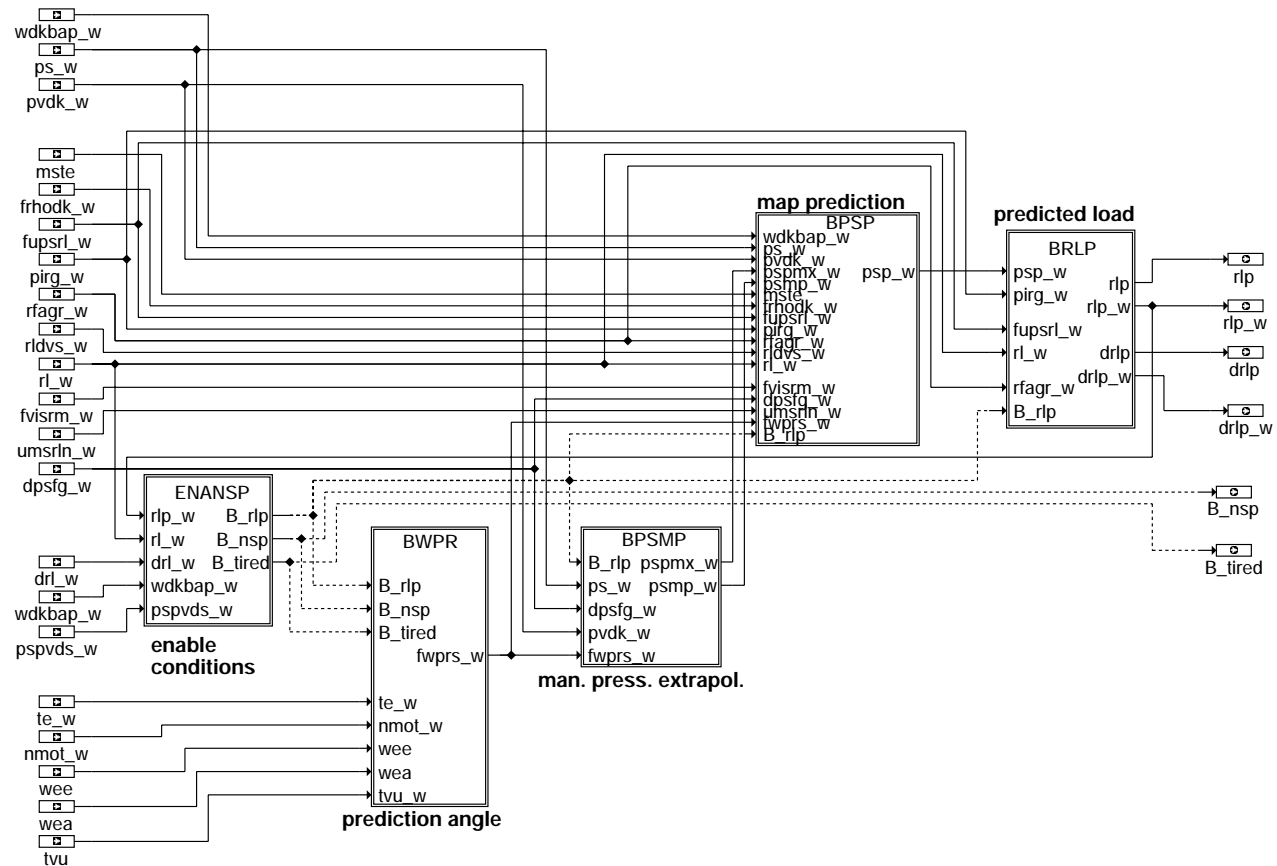 wdkbap_w
ps_w
pvdk_w
mste
frhodk_w
fupsrl_w
pirg_w
rfagr_w
rldvs_w
rl_w
fvisrm_w
umsrln_w
dpsfg_w
drl_w
wdkbap_w
pspvds_w
te_w
nmot_w
wee
wea
tvu
ENANSP
rlp_w
rl_w
drl_w
wdkbap_w
pspvds_w
B_rlp
B_nsp
B_tired
enable
conditions
BWPR
B_rlp
B_nsp
B_tired
fwprs_w
te_w
nmot_w
wee
wea
tvu_w
prediction angle
BPSMP
B_rlp
ps_w
dpsfg_w
pvdk_w
fwprs_w
pspmx_w
psmp_w
man. press. extrapol.
map prediction
BPSP
wdkbap_w
ps_w
pvdk_w
pspmx_w
psmp_w
mste
frhodk_w
fupsrl_w
pirg_w
rfagr_w
rldvs_w
rl_w
fvisrm_w
dpsfg_w
umsrln_w
fwprs_w
B_rlp
psp_w
predicted load
BRLP
psp_w
pirg_w
fupsrl_w
rl_w
rfagr_w
B_rlp
rlp
rlp_w
drlp
drlp_w
rlp
rlp_w
drlp
drlp_w
B_nsp
B_tired